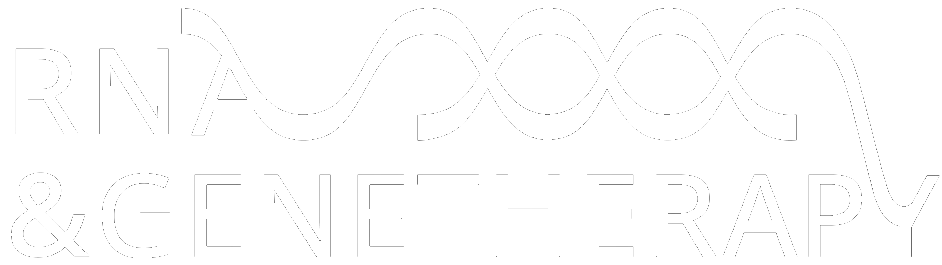 RNA
& GENE THERAPY